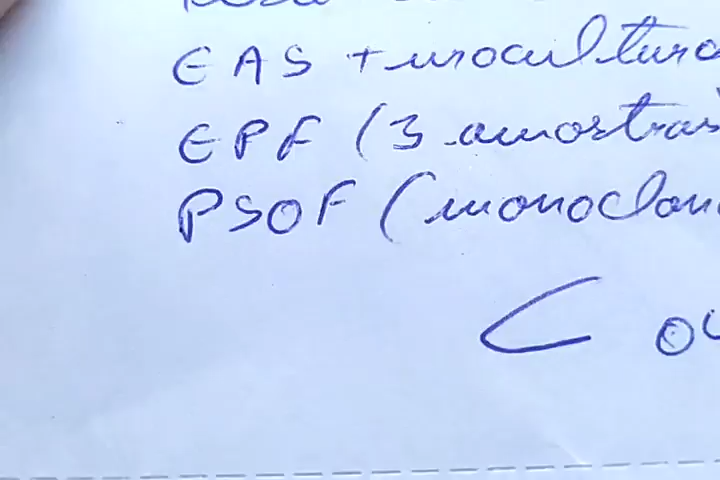 EAS + urocultura
EPF (3 amostras
PSOF (monoclon